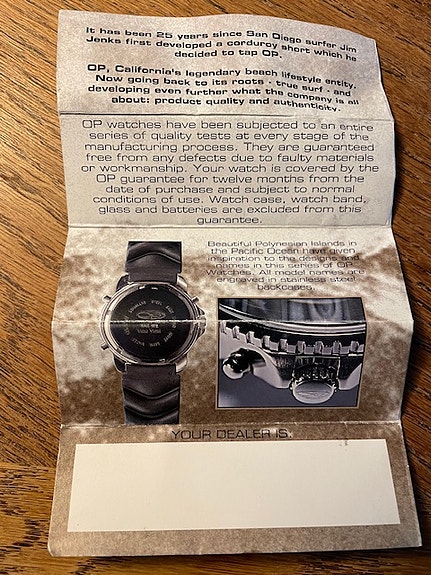 It has been 25 years since San Diego surfer Jim
Jenks first developed a corduroy short which he
decided to tap OP.
OP, California's legendary beach lifestyle entity.
Now going back to its roots - true surf - and
developing even further what the company is all
about: product quality and authenticity.
OP watches have been subjected to an entire
series of quality tests at every stage of the
manufacturing process. They are guaranteed
free from any defects due to faulty materials
or workmanship. Your watch is covered by the
OP guarantee for twelve months from the
date of purchase and subject to normal
conditions of use. Watch case, watch band,
glass and batteries are excluded from this
guarantee.
Beautiful Polynesian Islands in
the Pacific Ocean have given
inspiration to the designs and
names in this series of OP
Watches. All model names are
engraved in stainless steel
backcases.
YOUR DEALER IS: